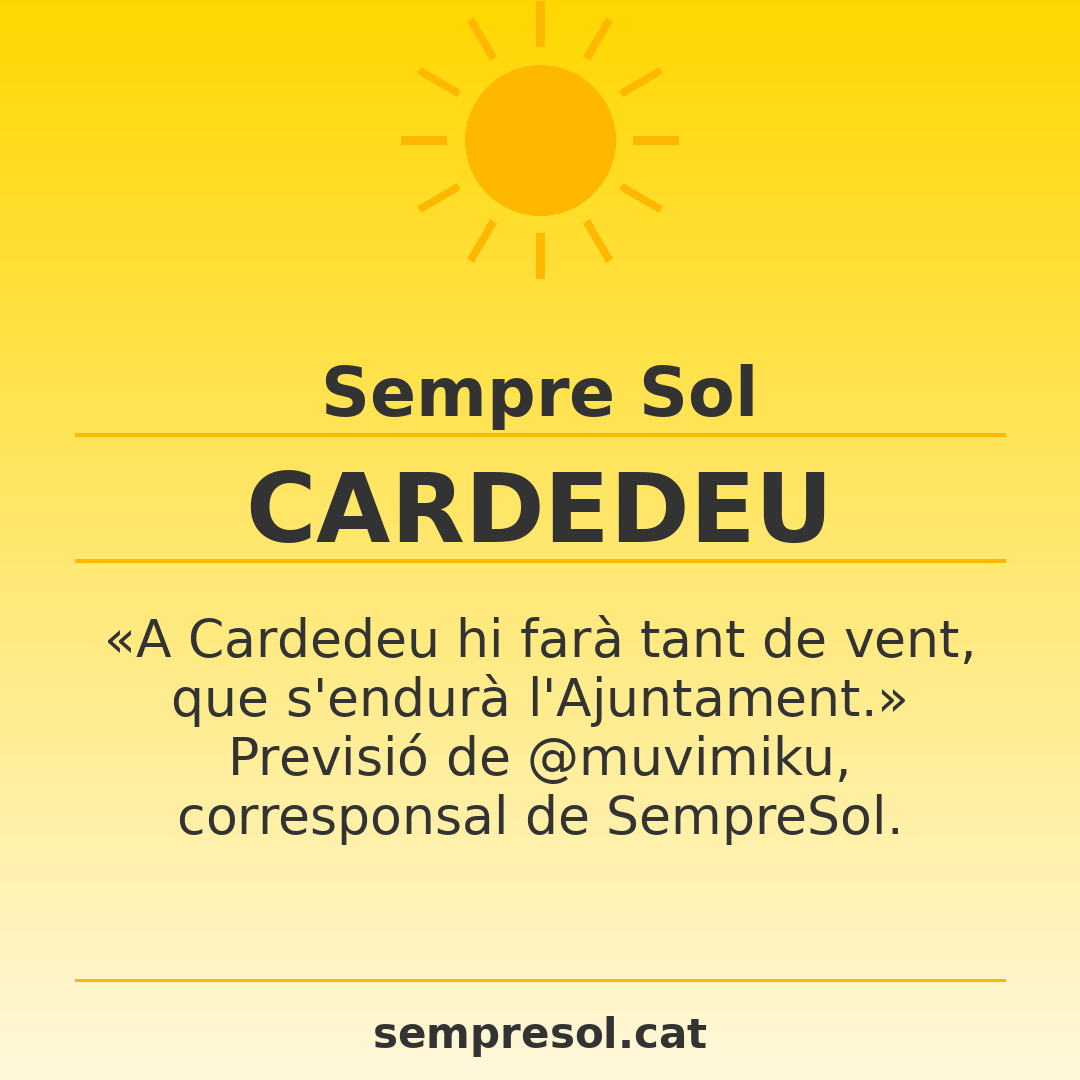 Sempre Sol
CARDEDEU
«A Cardedeu hi farà tant de vent,
que s'endurà l'Ajuntament.»
Previsió de @muvimiku,
corresponsal de SempreSol.
sempresol.cat